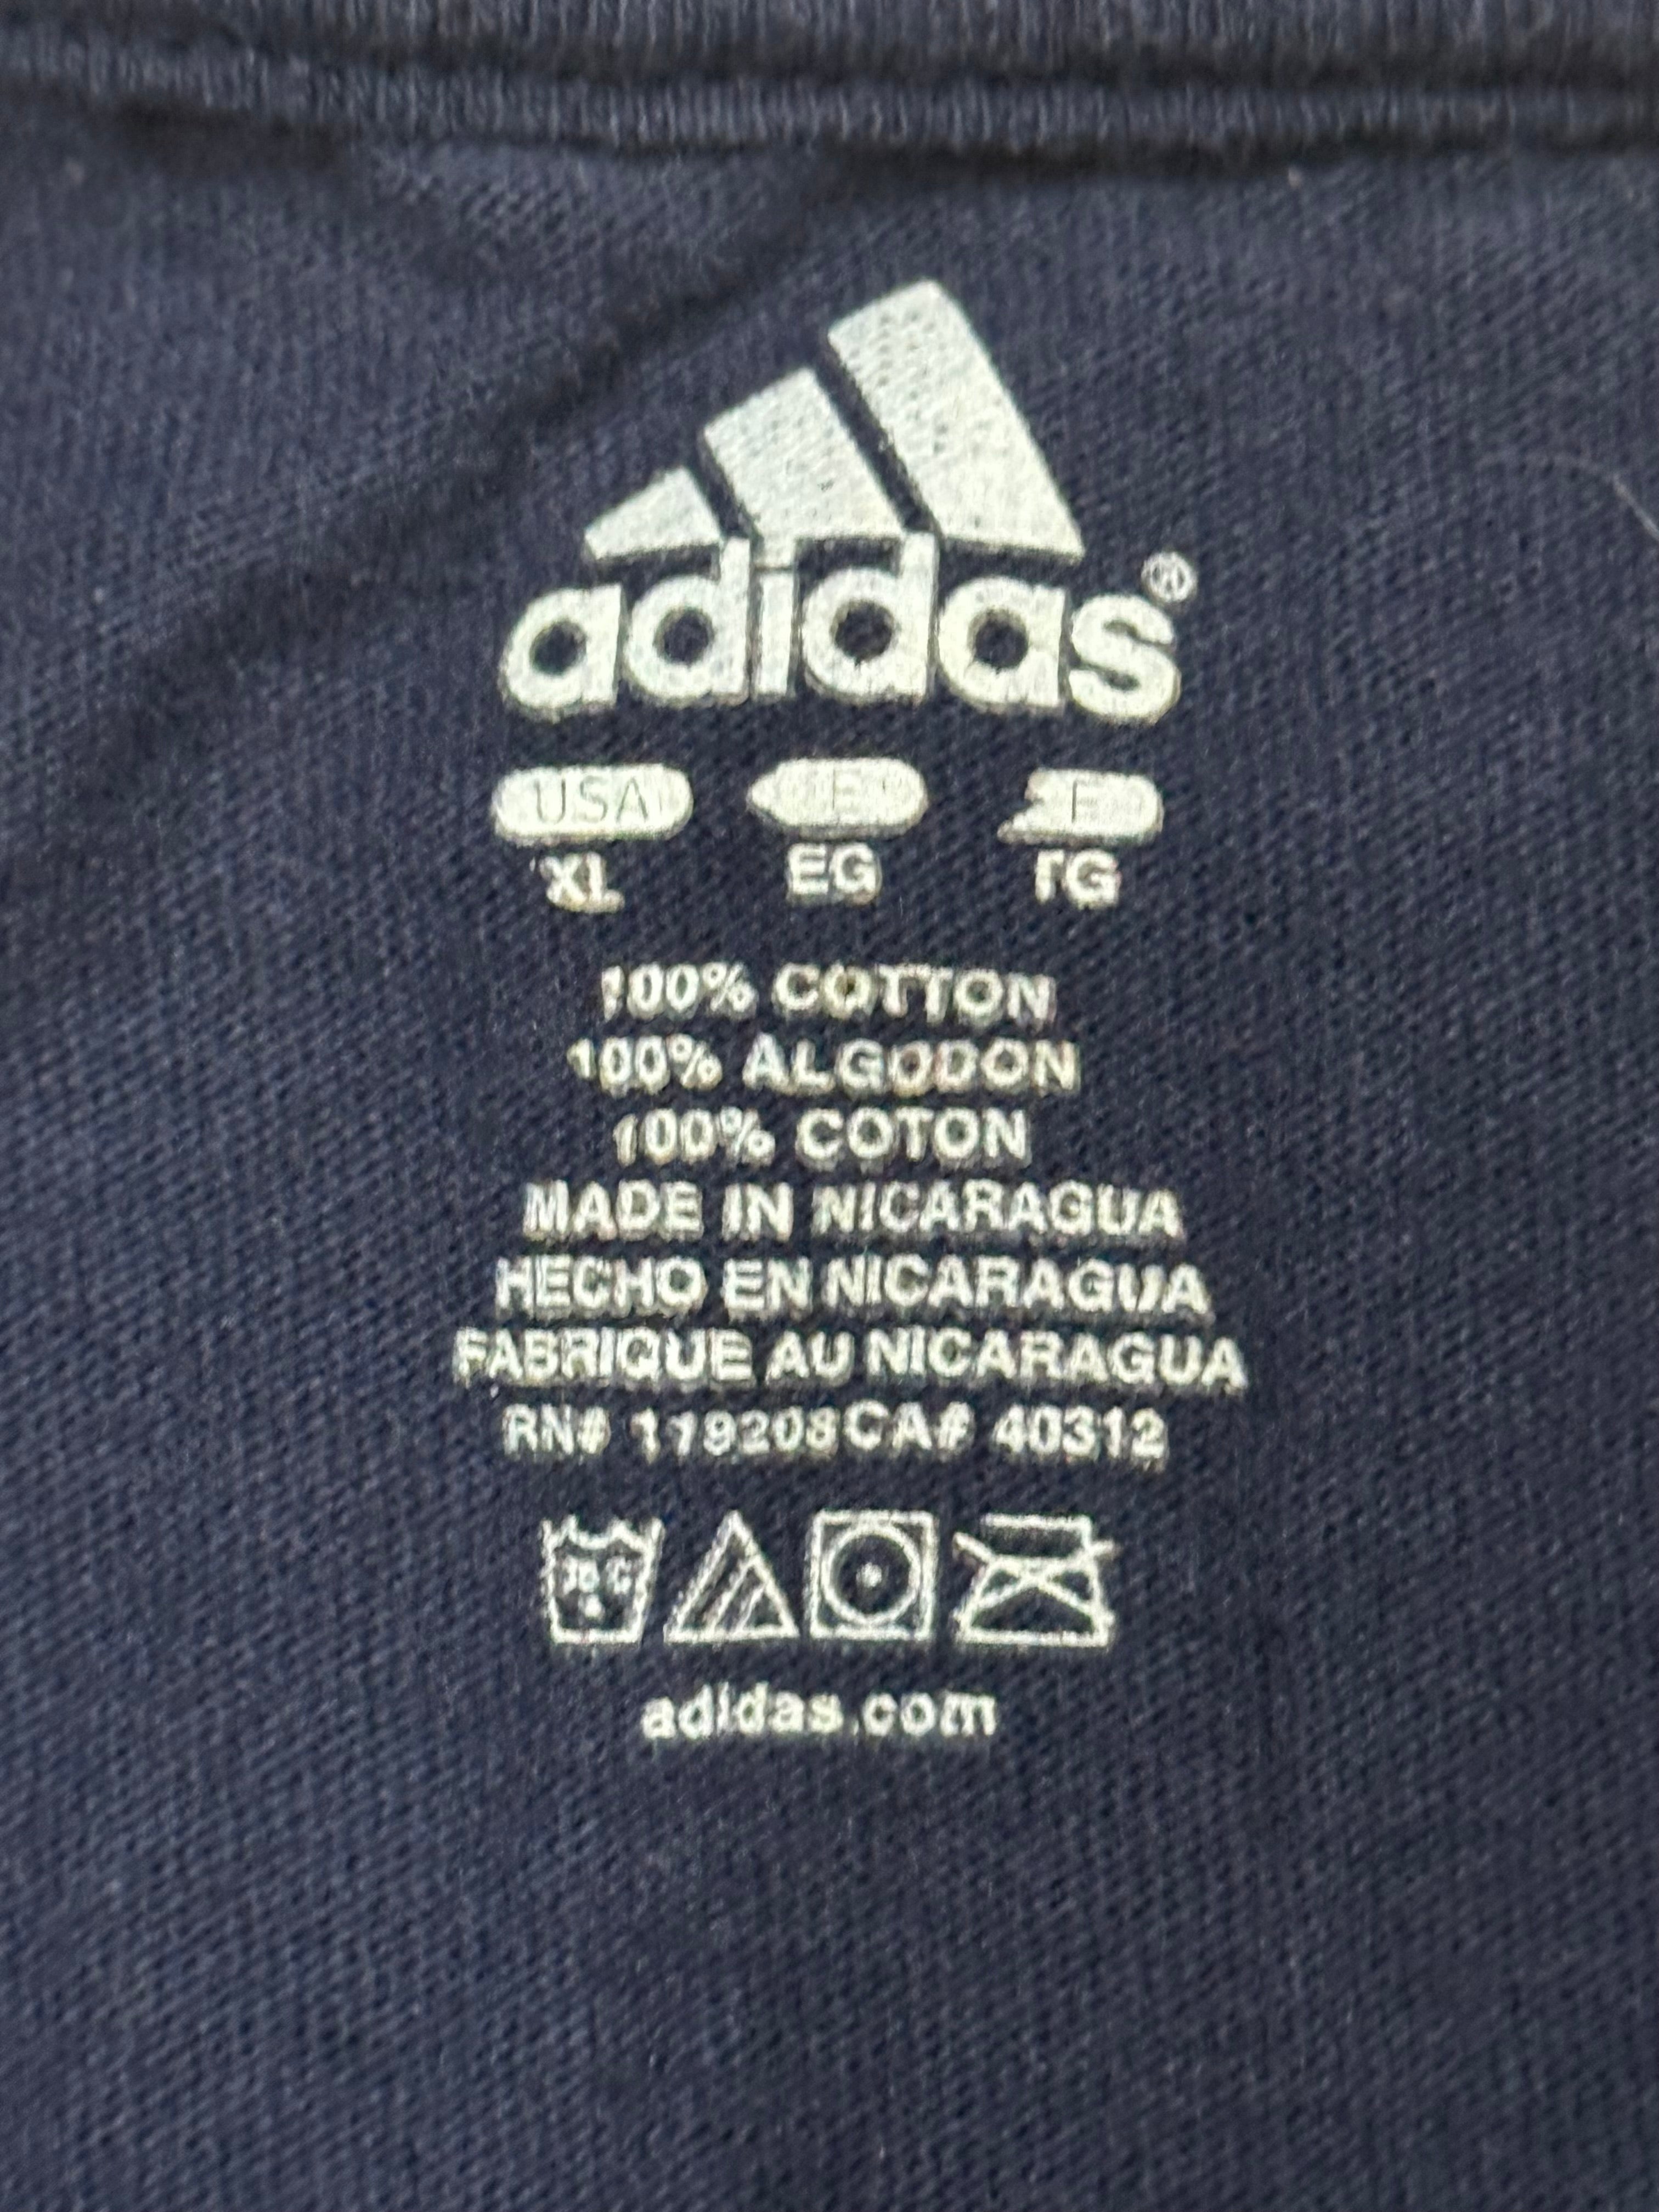 adidas®
USA E F
XL EG TG
100% COTTON
100% ALGODON
100% COTON
MADE IN NICARAGUA
HECHO EN NICARAGUA
FABRIQUE AU NICARAGUA
RN# 119208 CA# 40312
30°C
adidas.com